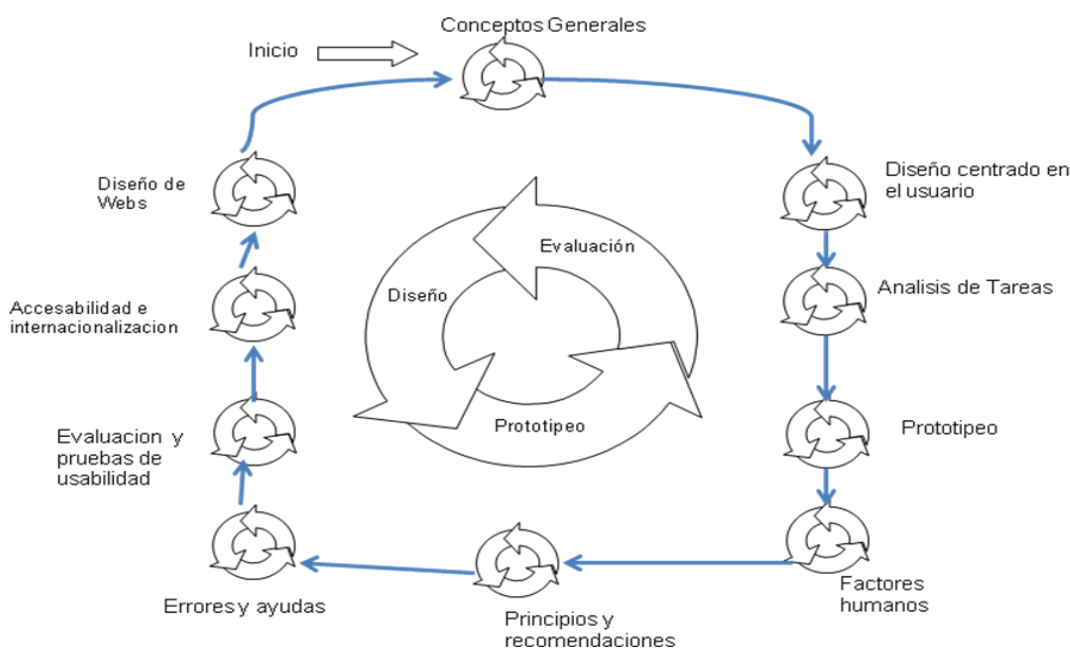 Conceptos Generales
Inicio
Diseño centrado en
el usuario
Analisis de Tareas
Prototipeo
Factores
humanos
Principios y
recomendaciones
Errores y ayudas
Evaluacion y
pruebas de
usabilidad
Accesabilidad e
internacionalizacion
Diseño de
Webs
Evaluación
Diseño
Prototipeo